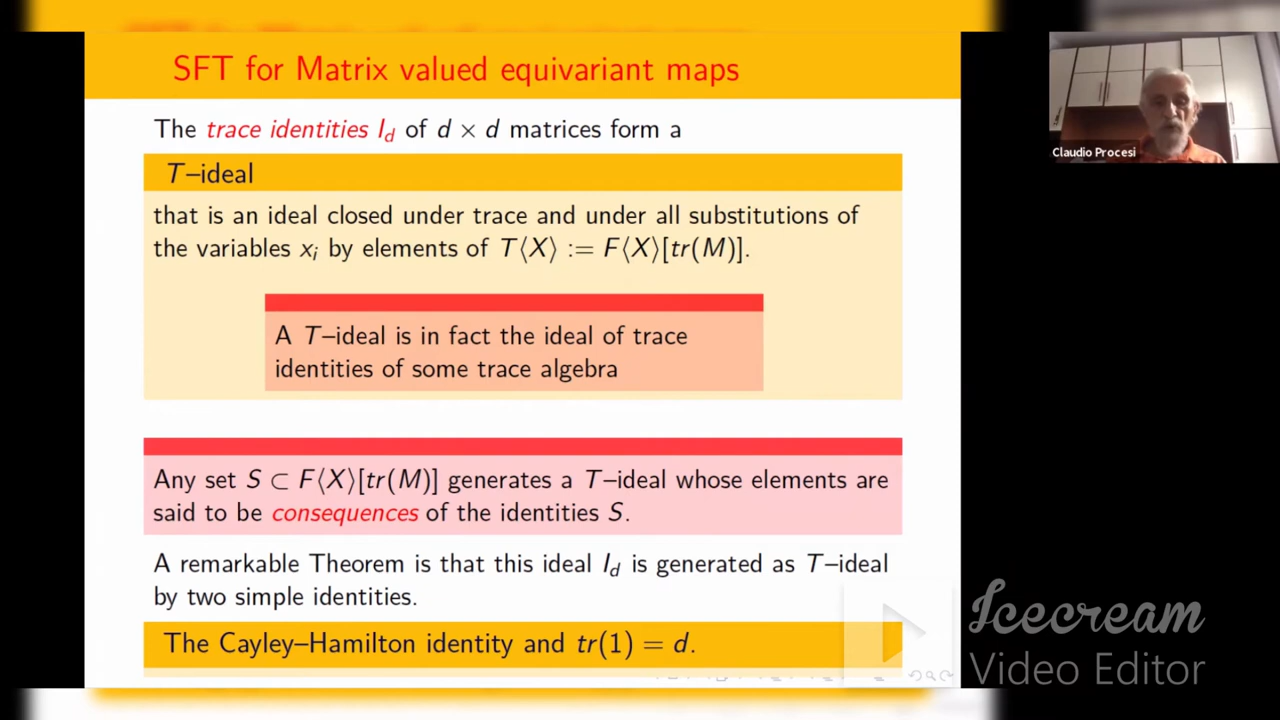 SFT for Matrix valued equivariant maps
The trace identities I_d of d × d matrices form a
T–ideal
that is an ideal closed under trace and under all substitutions of
the variables x_i by elements of T⟨X⟩ := F⟨X⟩[tr(M)].
A T–ideal is in fact the ideal of trace
identities of some trace algebra
Any set S ⊂ F⟨X⟩[tr(M)] generates a T–ideal whose elements are
said to be consequences of the identities S.
A remarkable Theorem is that this ideal I_d is generated as T–ideal
by two simple identities.
The Cayley–Hamilton identity and tr(1) = d.
Claudio Procesi
Icecream
Video Editor